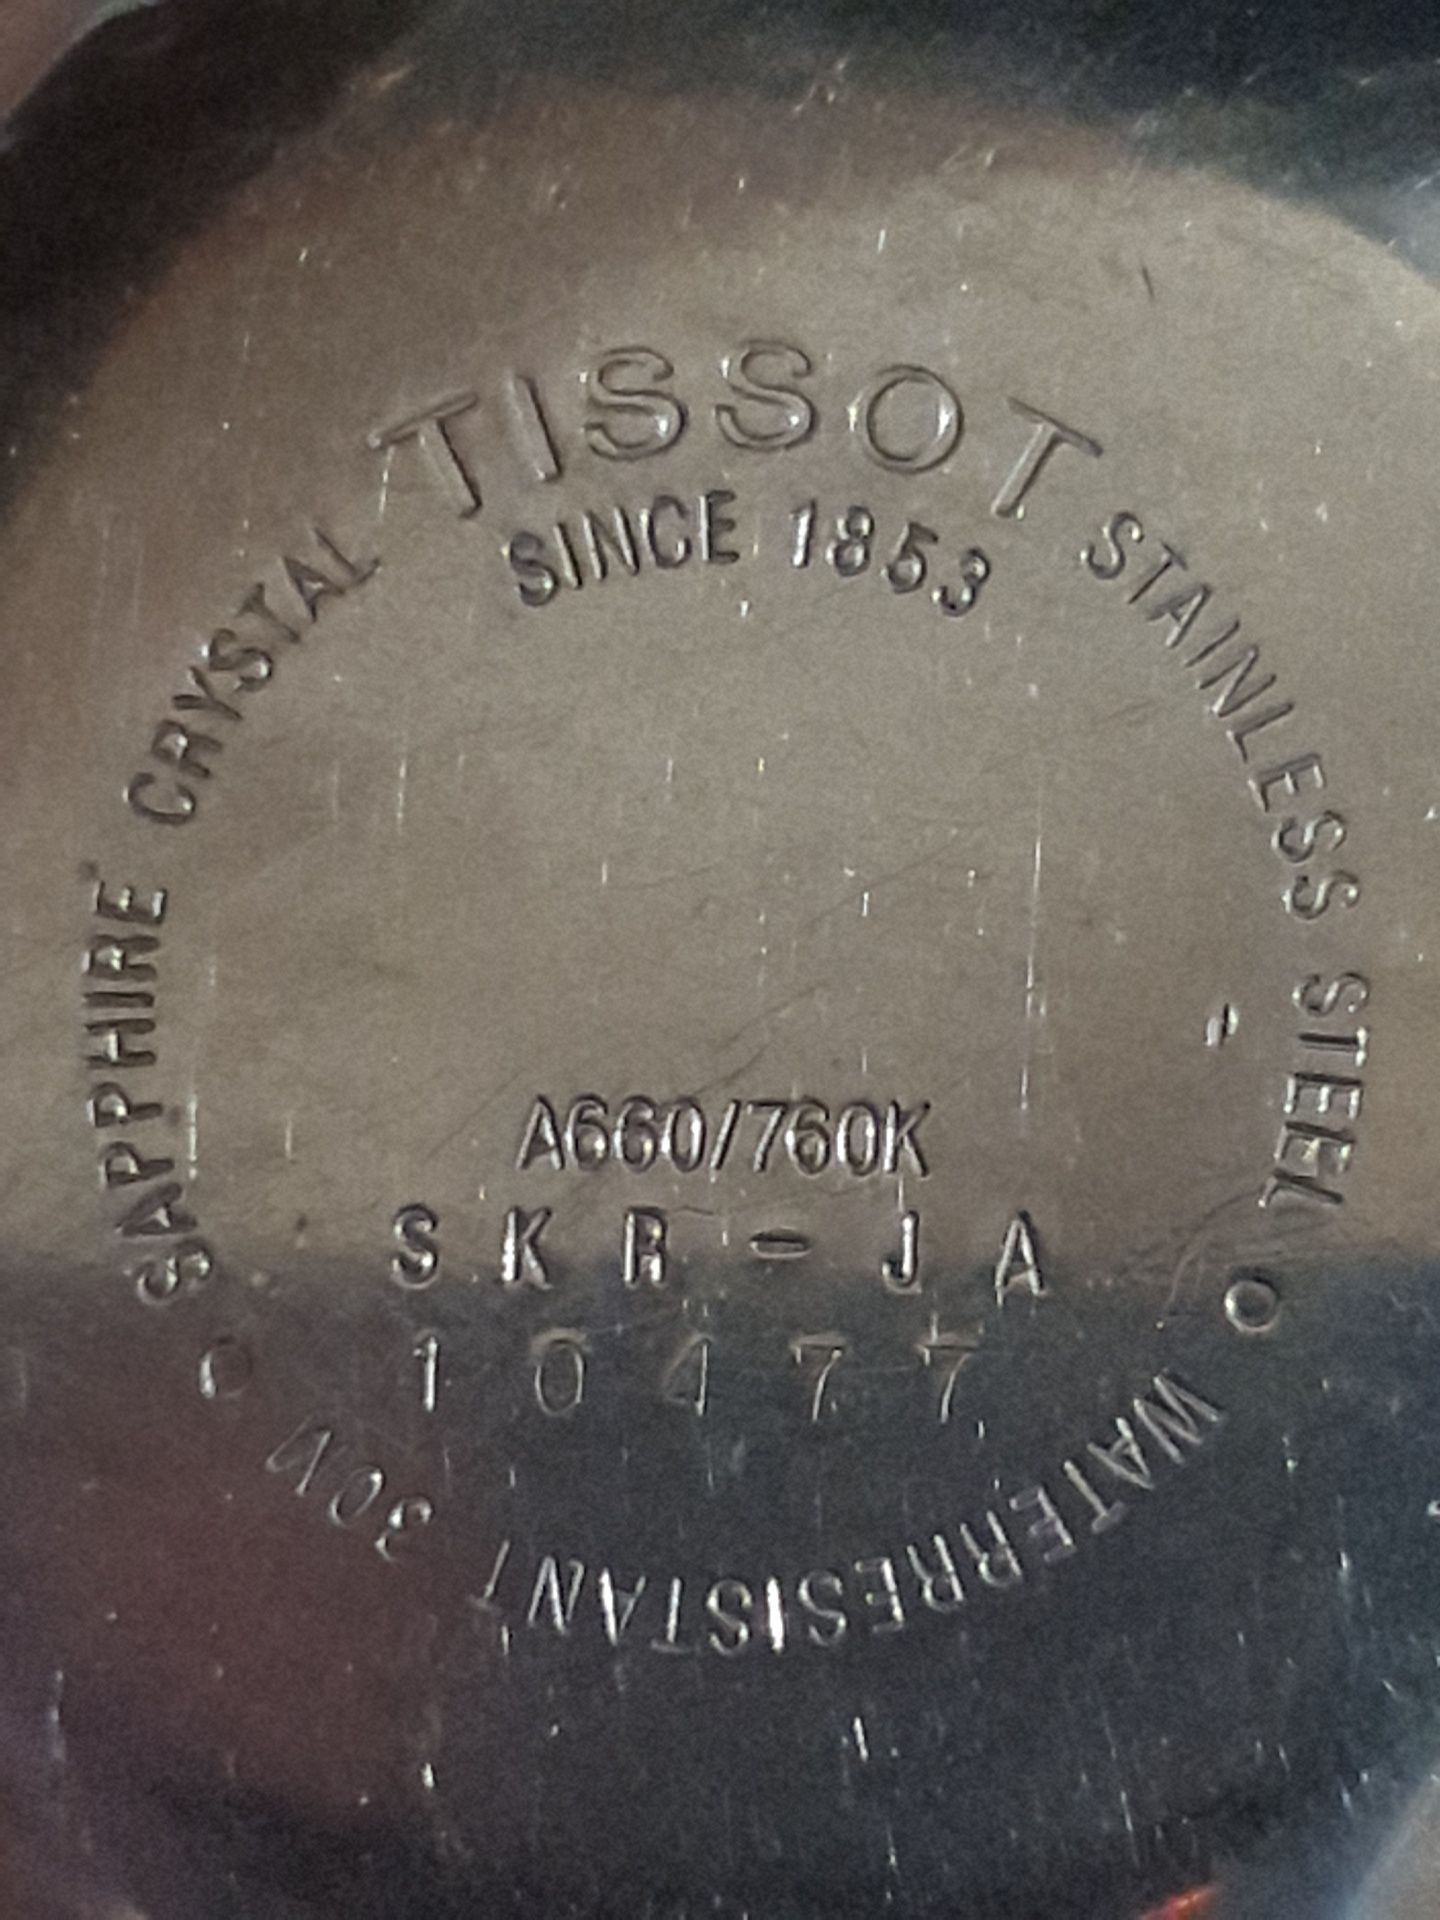 TISSOT
SINCE 1853
STAINLESS STEEL
WATERRESISTANT 30M
SAPPHIRE CRYSTAL
A660/760K
SKR-JA
10477